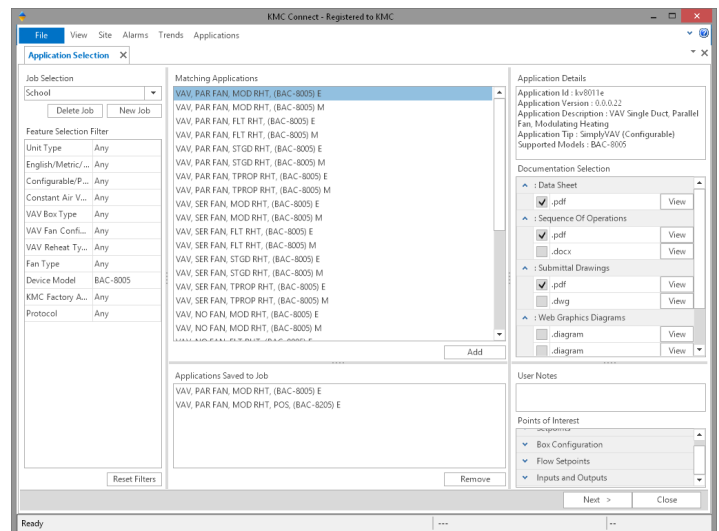 KMC Connect - Registered to KMC
File View Site Alarms Trends Applications
Application Selection X
Job Selection
School
Delete Job New Job
Feature Selection Filter
Unit Type Any
English/Metric/... Any
Configurable/P... Any
Constant Air V... Any
VAV Box Type Any
VAV Fan Confi... Any
VAV Reheat Ty... Any
Fan Type Any
Device Model BAC-8005
KMC Factory A... Any
Protocol Any
Reset Filters
Matching Applications
VAV, PAR FAN, MOD RHT, (BAC-8005) E
VAV, PAR FAN, MOD RHT, (BAC-8005) M
VAV, PAR FAN, FLT RHT, (BAC-8005) E
VAV, PAR FAN, FLT RHT, (BAC-8005) M
VAV, PAR FAN, STGD RHT, (BAC-8005) E
VAV, PAR FAN, STGD RHT, (BAC-8005) M
VAV, PAR FAN, TPROP RHT, (BAC-8005) E
VAV, PAR FAN, TPROP RHT, (BAC-8005) M
VAV, SER FAN, MOD RHT, (BAC-8005) E
VAV, SER FAN, MOD RHT, (BAC-8005) M
VAV, SER FAN, FLT RHT, (BAC-8005) E
VAV, SER FAN, FLT RHT, (BAC-8005) M
VAV, SER FAN, STGD RHT, (BAC-8005) E
VAV, SER FAN, STGD RHT, (BAC-8005) M
VAV, SER FAN, TPROP RHT, (BAC-8005) E
VAV, SER FAN, TPROP RHT, (BAC-8005) M
VAV, NO FAN, MOD RHT, (BAC-8005) E
VAV, NO FAN, MOD RHT, (BAC-8005) M
VAV, NO FAN, FLT RHT, (BAC-8005) E
Add
Applications Saved to Job
VAV, PAR FAN, MOD RHT, (BAC-8005) E
VAV, PAR FAN, MOD RHT, POS, (BAC-8205) E
Remove
Application Details
Application Id : kv8011e
Application Version : 0.0.0.22
Application Description : VAV Single Duct, Parallel
Fan, Modulating Heating
Application Tip : SimplyVAV (Configurable)
Supported Models : BAC-8005
Documentation Selection
: Data Sheet
.pdf View
: Sequence Of Operations
.pdf View
.docx View
: Submittal Drawings
.pdf View
.dwg View
: Web Graphics Diagrams
.diagram View
.diagram View
User Notes
Points of Interest
Setpoints
Box Configuration
Flow Setpoints
Inputs and Outputs
Next > Close
Ready --- --